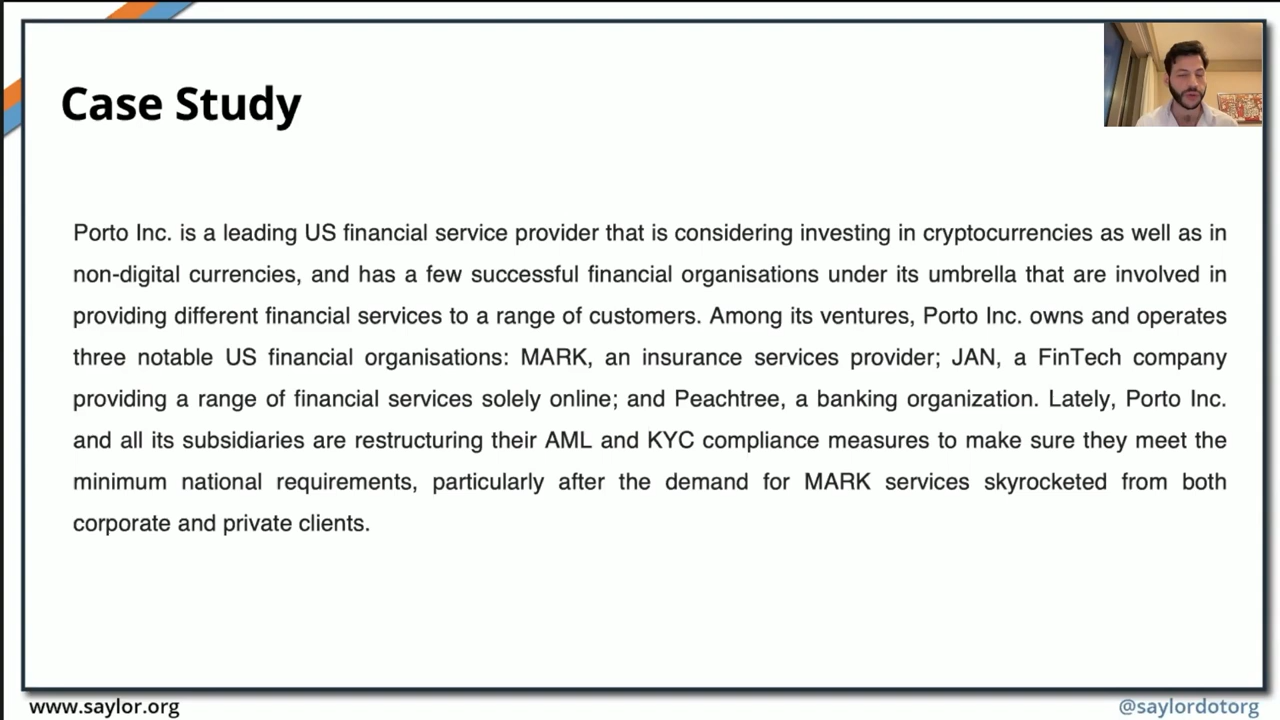 Case Study
Porto Inc. is a leading US financial service provider that is considering investing in cryptocurrencies as well as in
non-digital currencies, and has a few successful financial organisations under its umbrella that are involved in
providing different financial services to a range of customers. Among its ventures, Porto Inc. owns and operates
three notable US financial organisations: MARK, an insurance services provider; JAN, a FinTech company
providing a range of financial services solely online; and Peachtree, a banking organization. Lately, Porto Inc.
and all its subsidiaries are restructuring their AML and KYC compliance measures to make sure they meet the
minimum national requirements, particularly after the demand for MARK services skyrocketed from both
corporate and private clients.
www.saylor.org
@saylordotorg